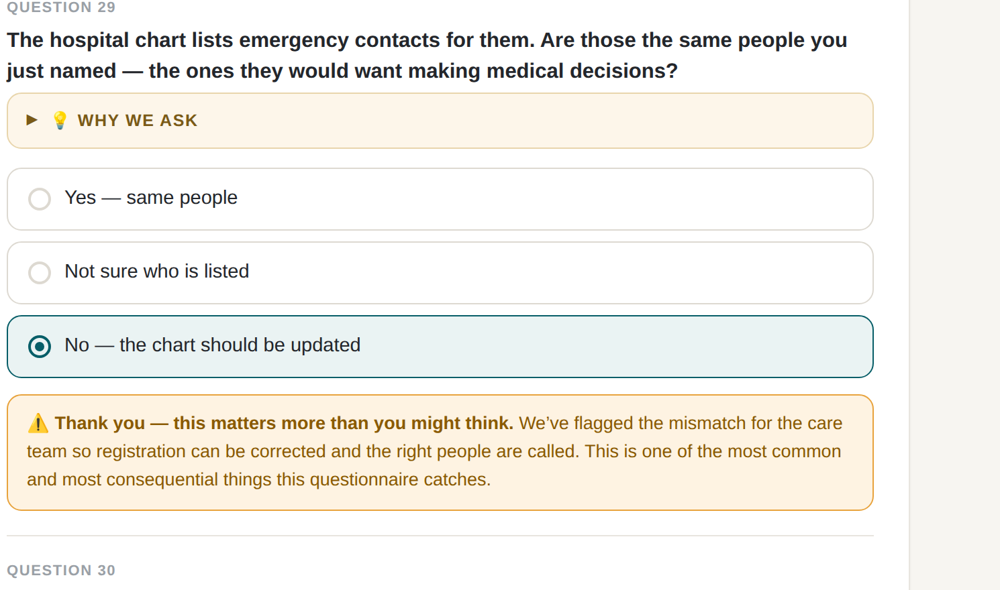 QUESTION 29
The hospital chart lists emergency contacts for them. Are those the same people you
just named — the ones they would want making medical decisions?
▶ 💡 WHY WE ASK
Yes — same people
Not sure who is listed
No — the chart should be updated
⚠️ Thank you — this matters more than you might think. We’ve flagged the mismatch for the care
team so registration can be corrected and the right people are called. This is one of the most common
and most consequential things this questionnaire catches.
QUESTION 30